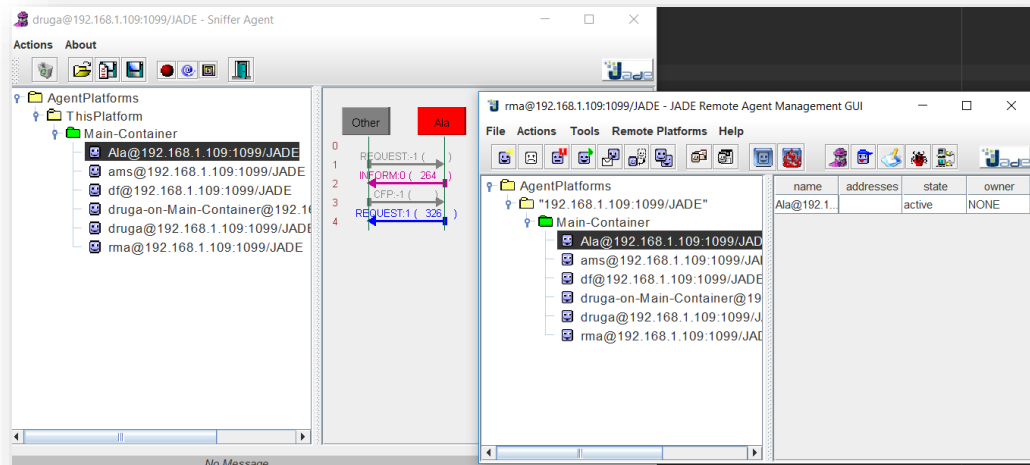 druga@192.168.1.109:1099/JADE - Sniffer Agent
Actions About
Jade
AgentPlatforms
ThisPlatform
Main-Container
Ala@192.168.1.109:1099/JADE
ams@192.168.1.109:1099/JADE
df@192.168.1.109:1099/JADE
druga-on-Main-Container@192.16
druga@192.168.1.109:1099/JADE
rma@192.168.1.109:1099/JADE
Other Ala
0
1 REQUEST:-1 ( )
2 INFORM:0 ( 264 )
3 CFP:-1 ( )
4 REQUEST:1 ( 326 )
No Message
rma@192.168.1.109:1099/JADE - JADE Remote Agent Management GUI
File Actions Tools Remote Platforms Help
Jade
AgentPlatforms
"192.168.1.109:1099/JADE"
Main-Container
Ala@192.168.1.109:1099/JAD
ams@192.168.1.109:1099/JAI
df@192.168.1.109:1099/JADE
druga-on-Main-Container@19
druga@192.168.1.109:1099/J
rma@192.168.1.109:1099/JAI
name addresses state owner
Ala@192.1... active NONE